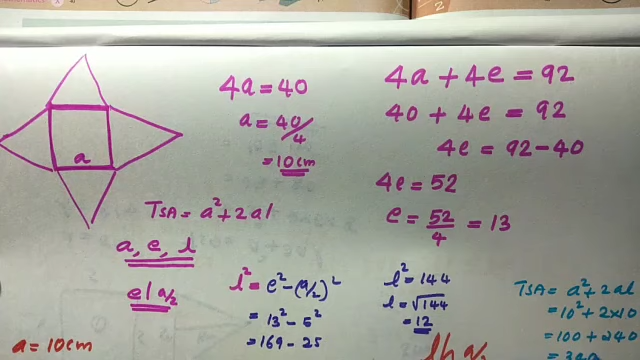 4a = 40
a = 40/4
= 10cm
4a + 4e = 92
40 + 4e = 92
4e = 92 - 40
4e = 52
e = 52/4 = 13
a
TSA = a² + 2al
a, e, l
e l a/2
a = 10cm
l² = e² - (a/2)²
= 13² - 5²
= 169 - 25
l² = 144
l = √144
= 12
TSA = a² + 2al
= 10² + 2×10
= 100 + 240